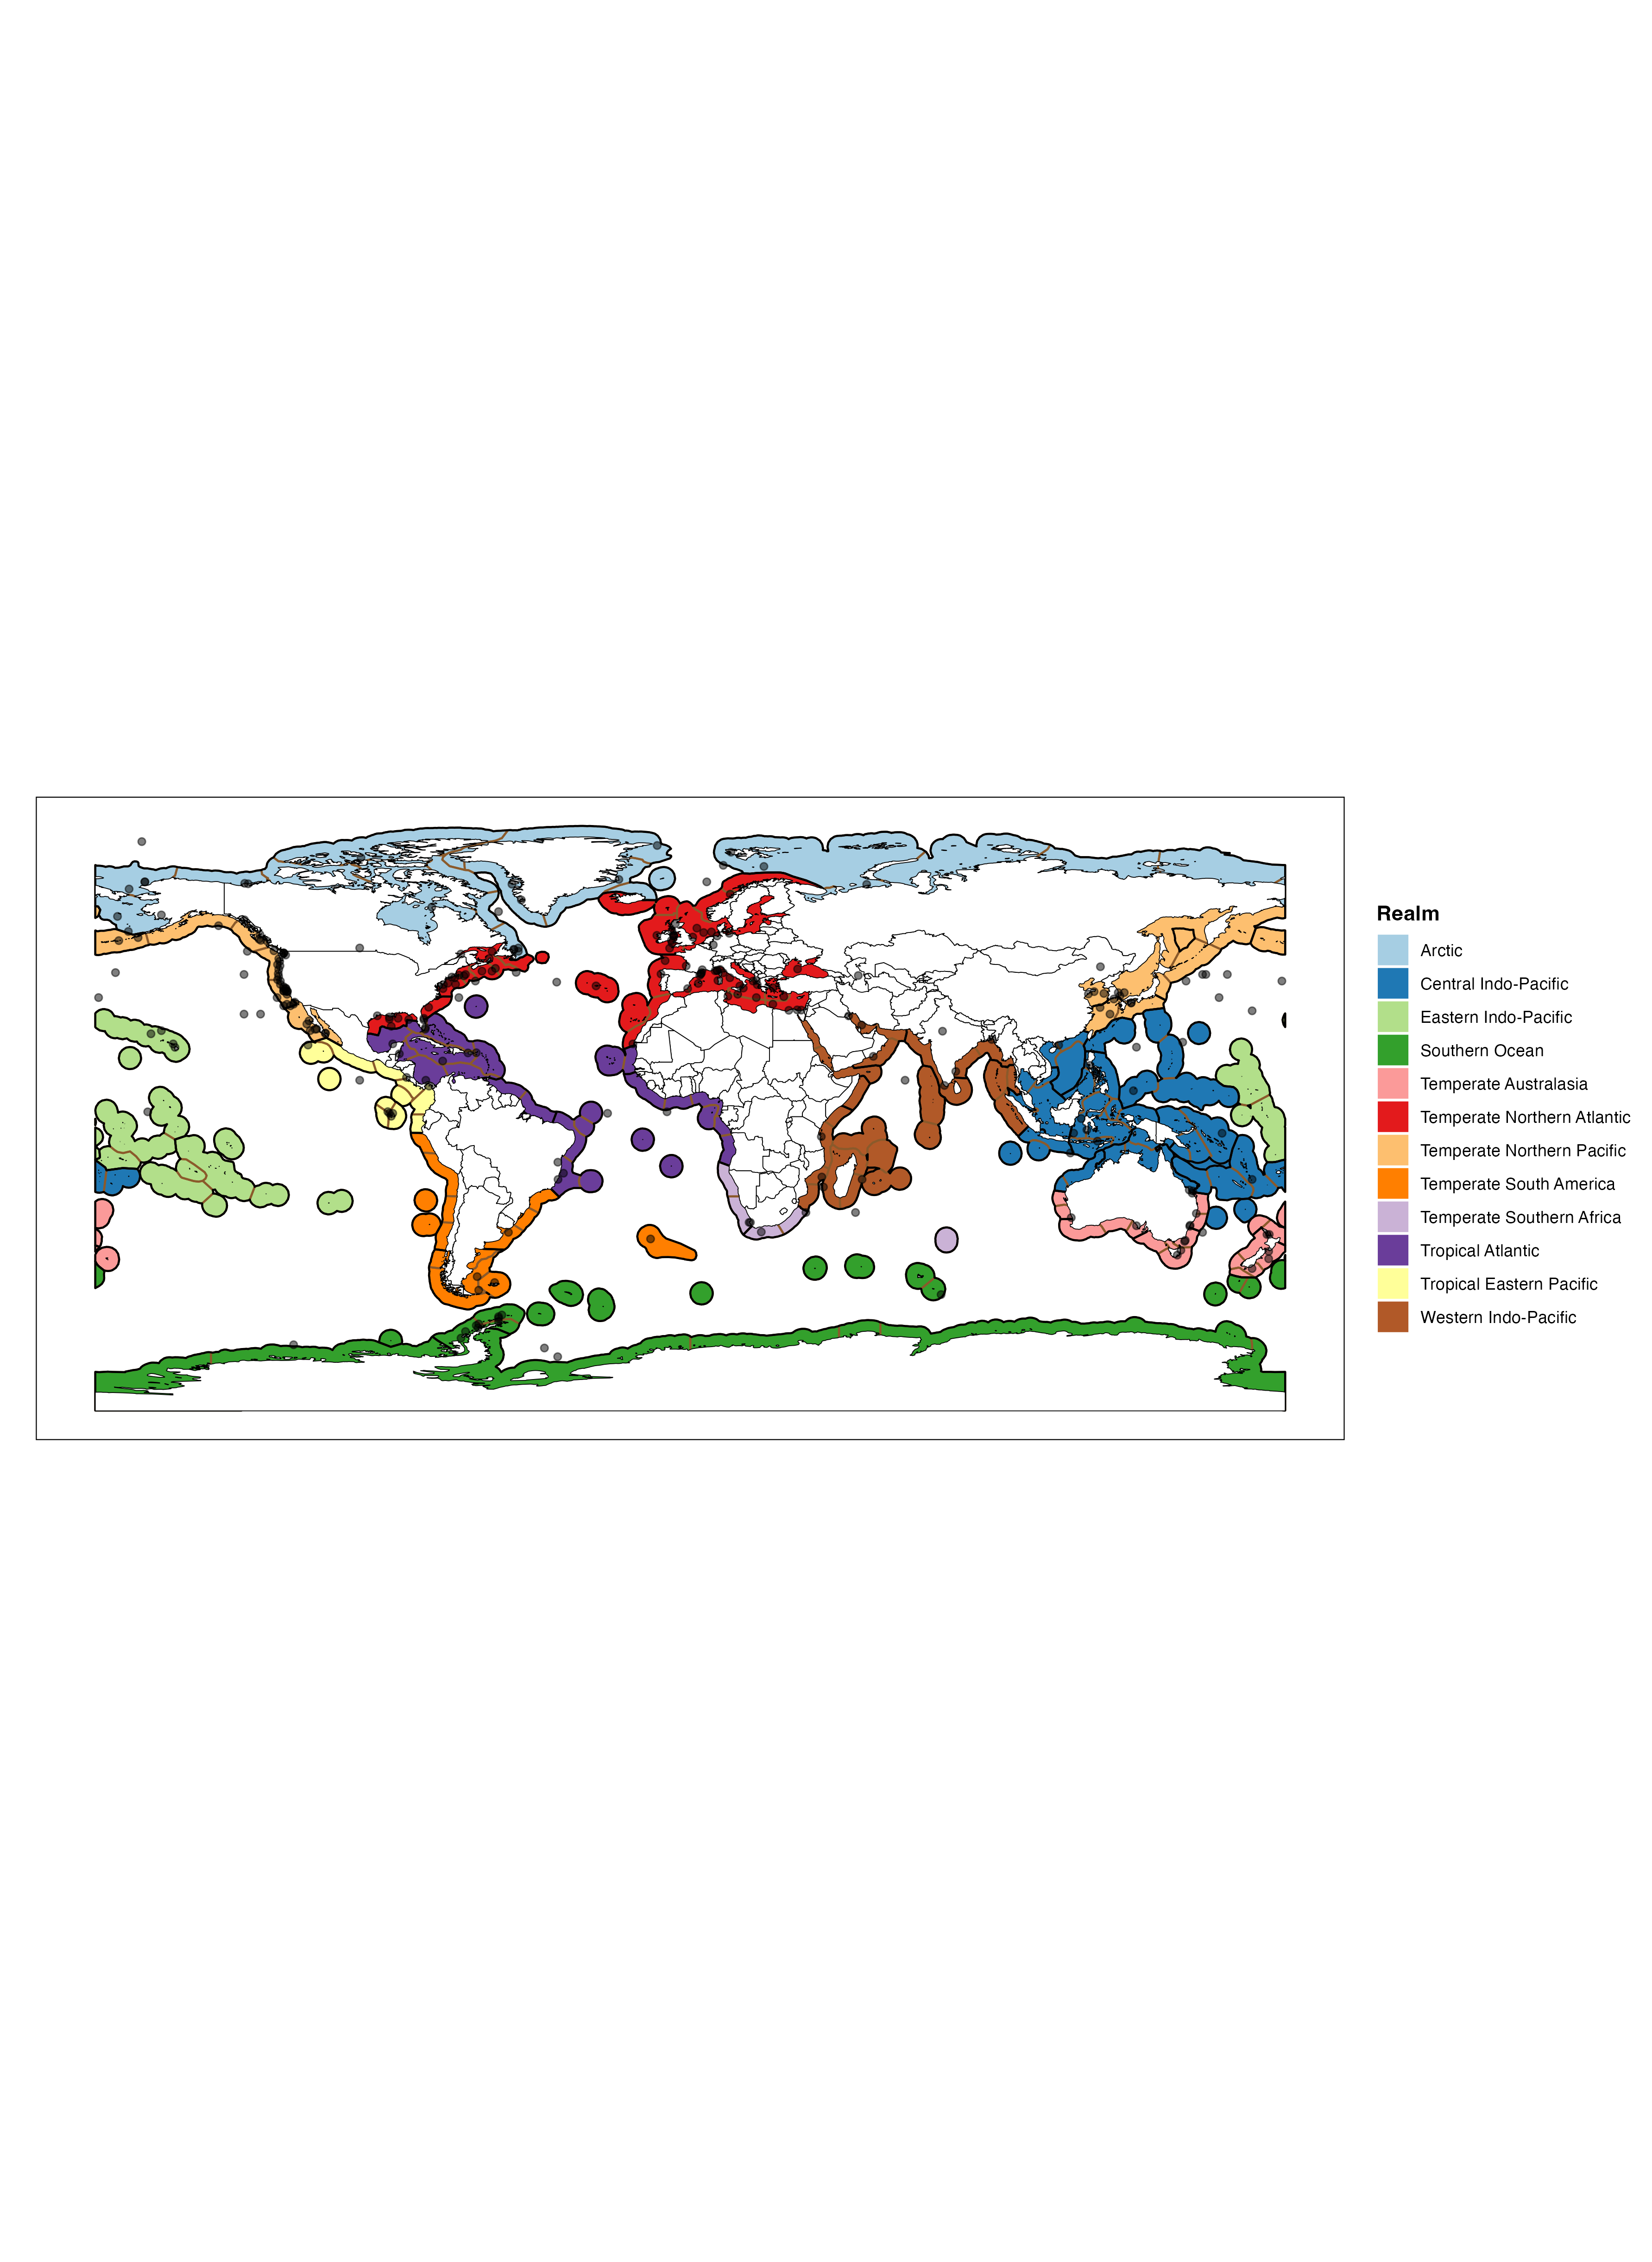 Realm
Arctic
Central Indo-Pacific
Eastern Indo-Pacific
Southern Ocean
Temperate Australasia
Temperate Northern Atlantic
Temperate Northern Pacific
Temperate South America
Temperate Southern Africa
Tropical Atlantic
Tropical Eastern Pacific
Western Indo-Pacific